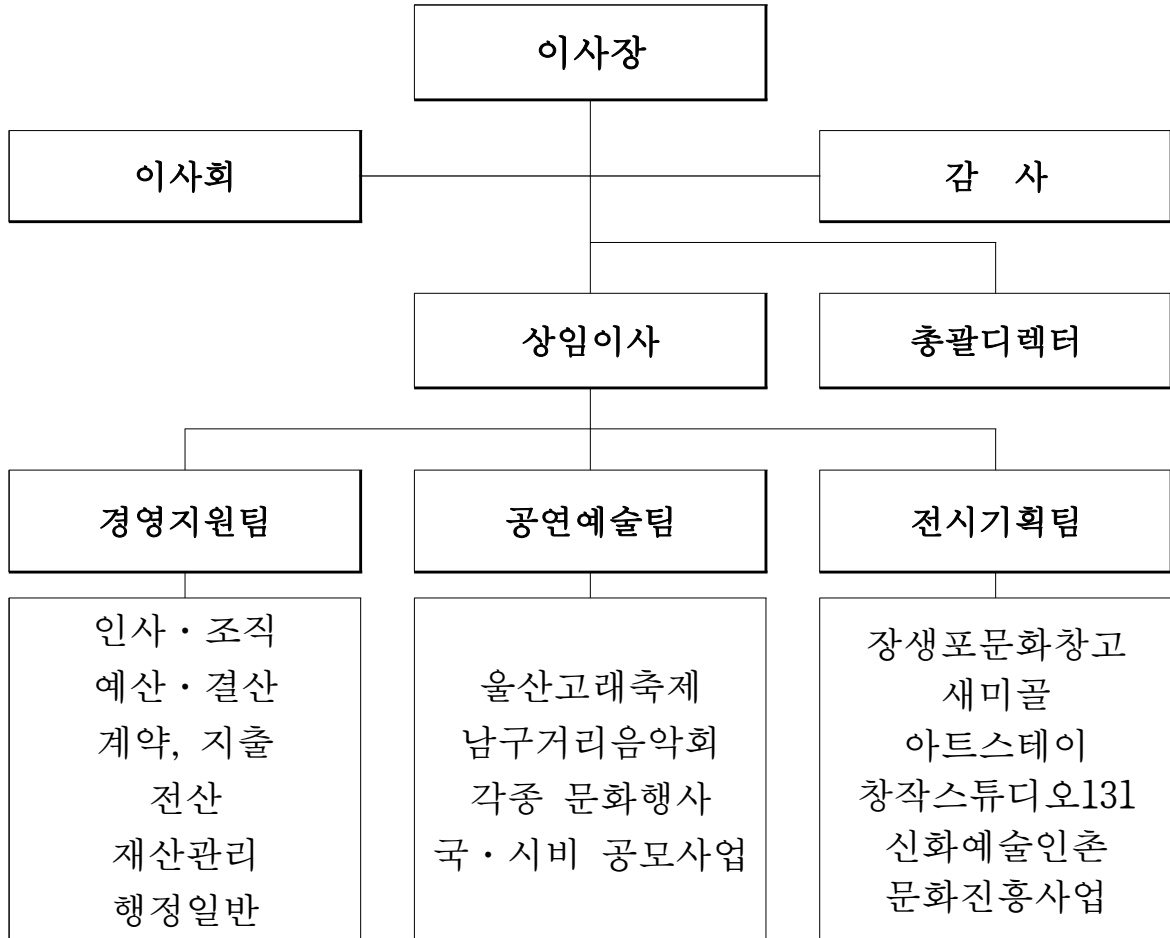 이사장
이사회
감 사
상임이사
총괄디렉터
경영지원팀
공연예술팀
전시기획팀
인사·조직
예산·결산
계약, 지출
전산
재산관리
행정일반
울산고래축제
남구거리음악회
각종 문화행사
국·시비 공모사업
장생포문화창고
새미골
아트스테이
창작스튜디오131
신화예술인촌
문화진흥사업